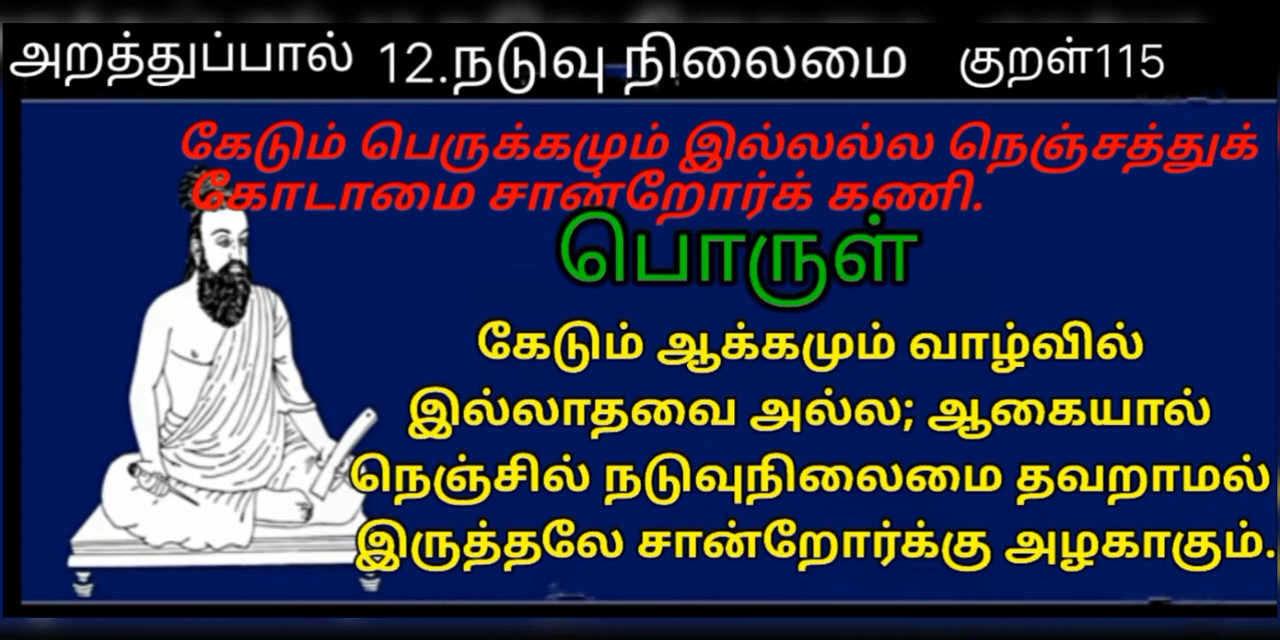 அறத்துப்பால் 12.நடுவு நிலைமை குறள்115
கேடும் பெருக்கமும் இல்லல்ல நெஞ்சத்துக்
கோடாமை சான்றோர்க் கணி.
பொருள்
கேடும் ஆக்கமும் வாழ்வில்
இல்லாதவை அல்ல; ஆகையால்
நெஞ்சில் நடுவுநிலைமை தவறாமல்
இருத்தலே சான்றோர்க்கு அழகாகும்.